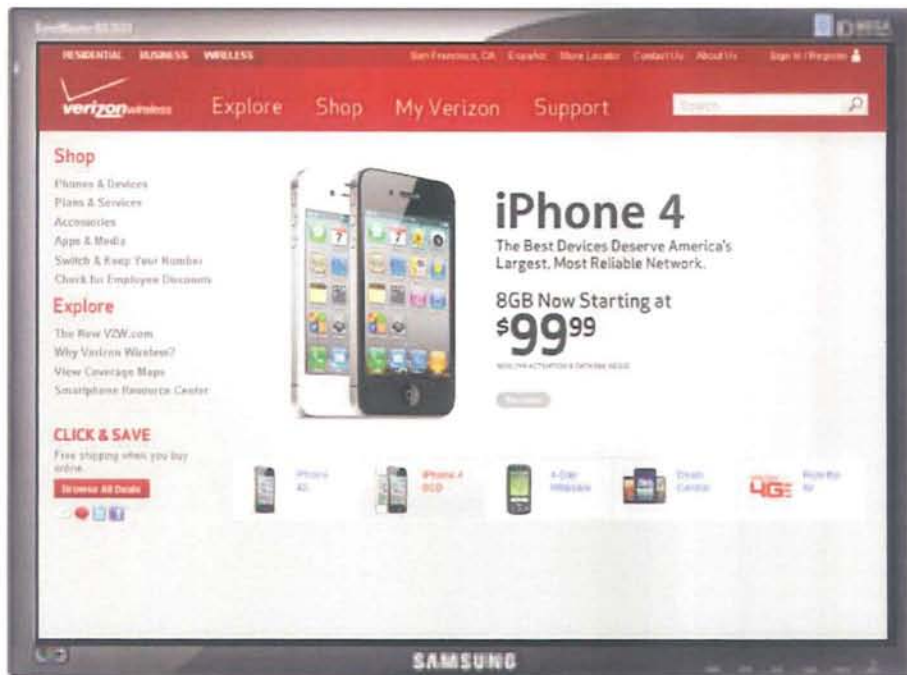 RESIDENTIAL BUSINESS WIRELESS San Francisco, CA Español Store Locator Contact Us About Us Sign In / Register
verizon wireless Explore Shop My Verizon Support Search
Shop
Phones & Devices
Plans & Services
Accessories
Apps & Media
Switch & Keep Your Number
Check for Employee Discounts
Explore
The New VZW.com
Why Verizon Wireless?
View Coverage Maps
Smartphone Resource Center
CLICK & SAVE
Free shipping when you buy
online.
Browse All Deals
iPhone 4
The Best Devices Deserve America's
Largest, Most Reliable Network.
8GB Now Starting at
$99 99
iPhone
4S
iPhone 4
8GB
4G
SAMSUNG